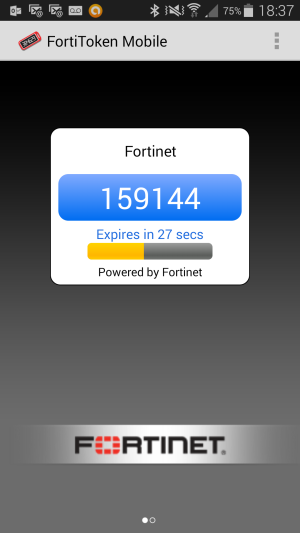 75% 18:37
FortiToken Mobile
Fortinet
159144
Expires in 27 secs
Powered by Fortinet
FORTINET®